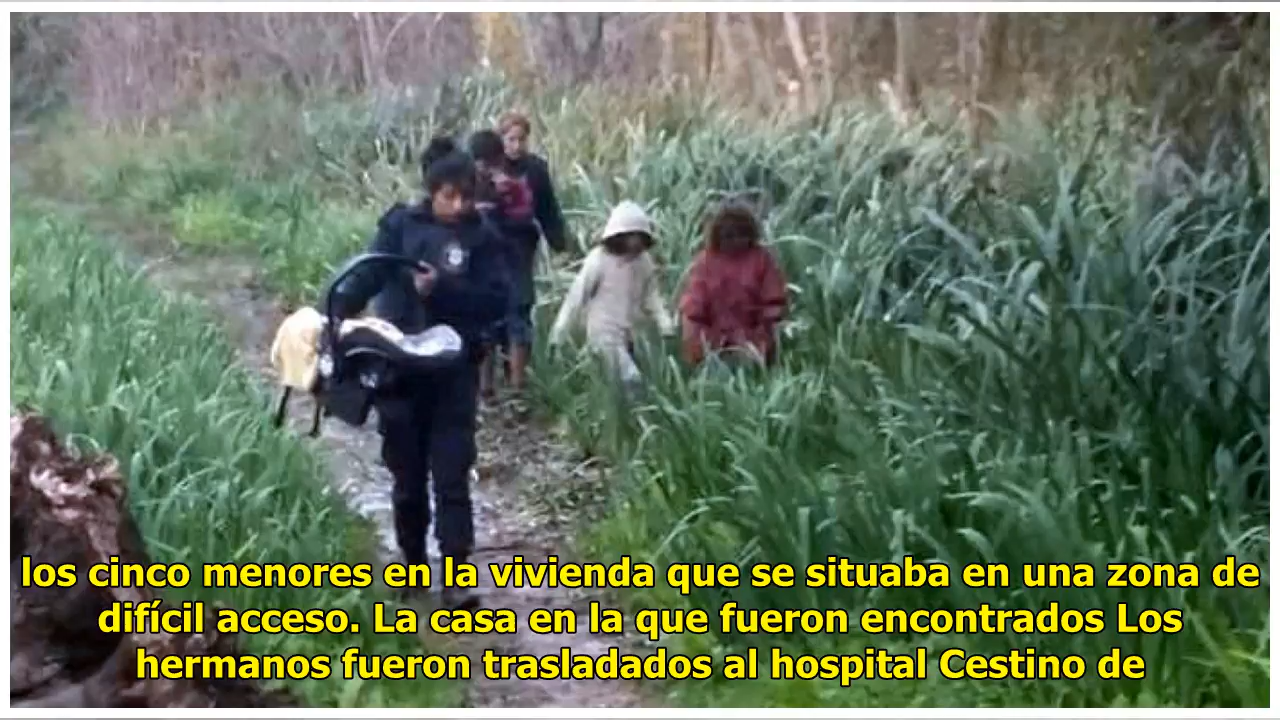 los cinco menores en la vivienda que se situaba en una zona de
difícil acceso. La casa en la que fueron encontrados Los
hermanos fueron trasladados al hospital Cestino de